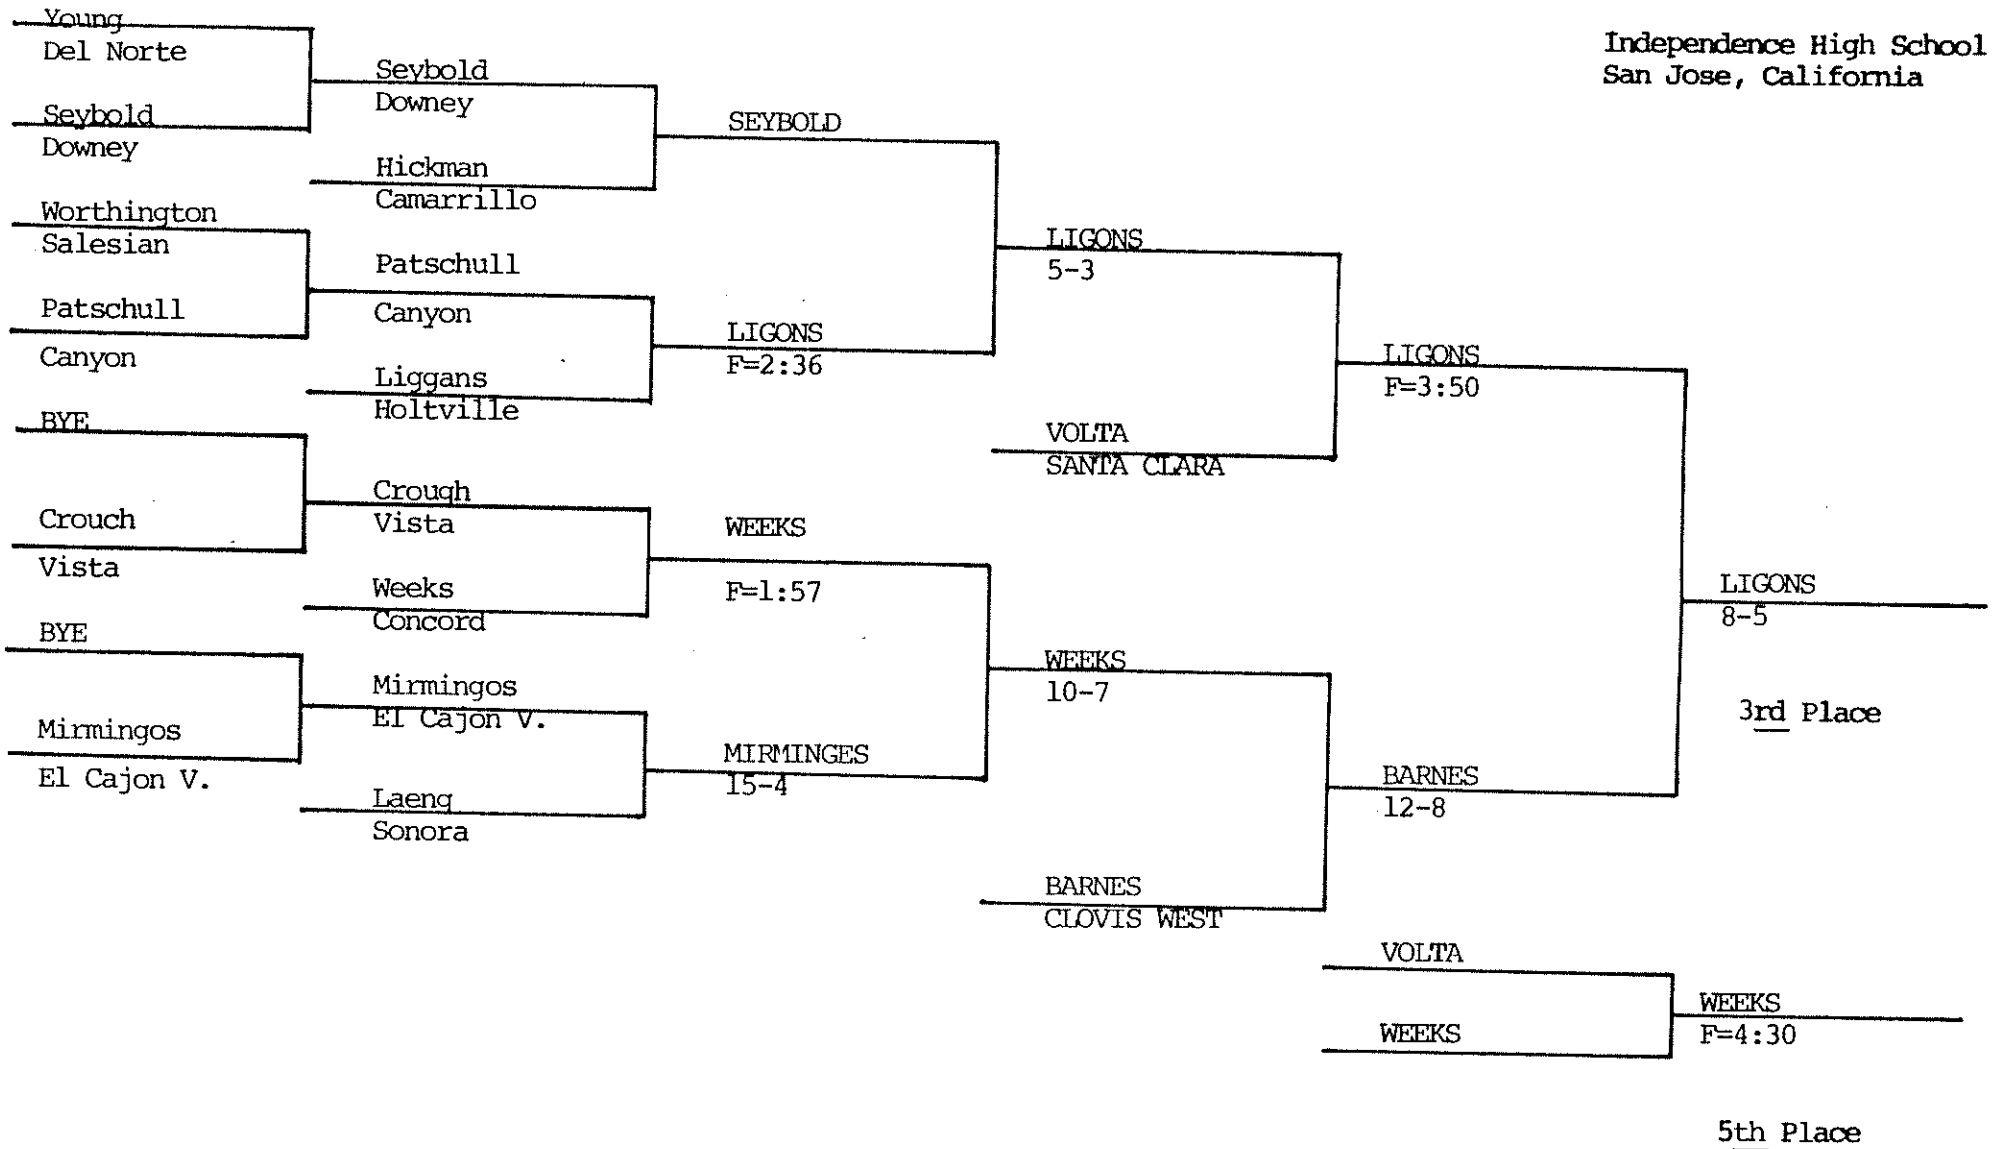 Young
Del Norte
Seybold
Downey
Worthington
Salesian
Patschull
Canyon
BYE
Crouch
Vista
BYE
Mirmingos
El Cajon V.
Seybold
Downey
Hickman
Camarrillo
Patschull
Canyon
Liggans
Holtville
Crough
Vista
Weeks
Concord
Mirmingos
El Cajon V.
Laeng
Sonora
SEYBOLD
LIGONS
F=2:36
WEEKS
F=1:57
MIRMINGES
15-4
LIGONS
5-3
VOLTA
SANTA CLARA
WEEKS
10-7
BARNES
CLOVIS WEST
LIGONS
F=3:50
BARNES
12-8
VOLTA
WEEKS
Independence High School
San Jose, California
LIGONS
8-5
3rd Place
WEEKS
F=4:30
5th Place